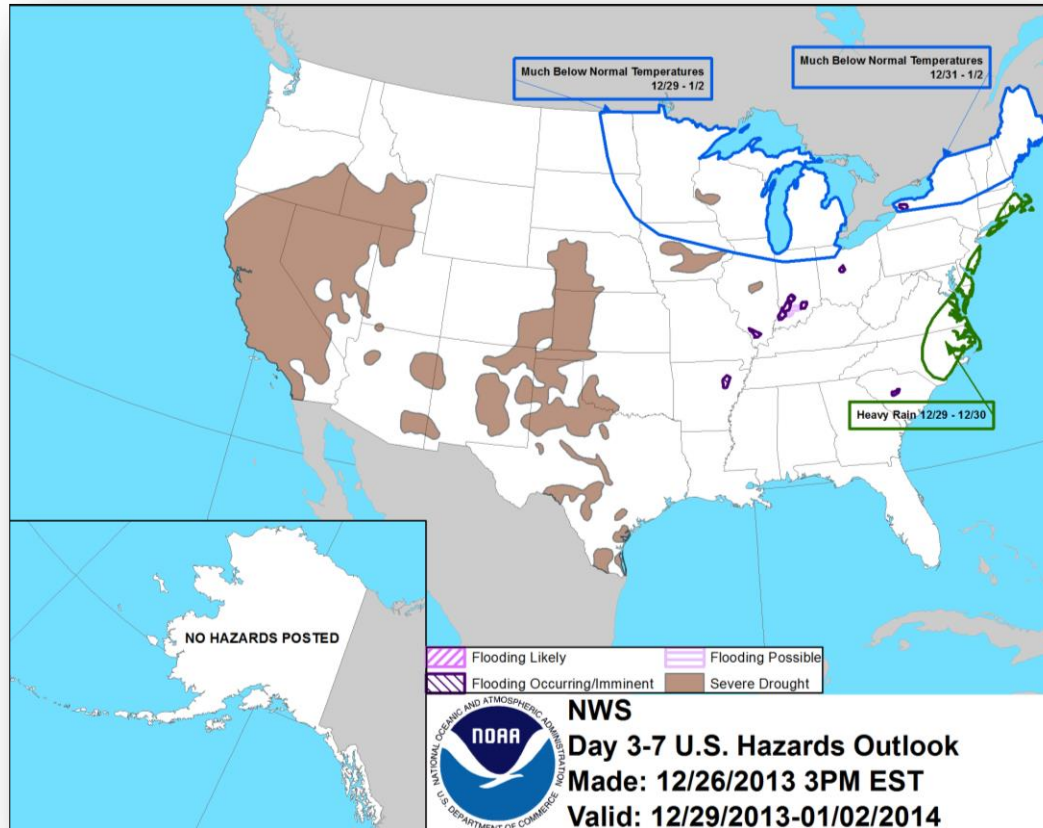 Much Below Normal Temperatures
12/29 - 1/2
Much Below Normal Temperatures
12/31 - 1/2
Heavy Rain 12/29 - 12/30
NO HAZARDS POSTED
Flooding Likely
Flooding Possible
Flooding Occurring/Imminent
Severe Drought
NATIONAL OCEANIC AND ATMOSPHERIC ADMINISTRATION
NOAA
U.S. DEPARTMENT OF COMMERCE
NWS
Day 3-7 U.S. Hazards Outlook
Made: 12/26/2013 3PM EST
Valid: 12/29/2013-01/02/2014